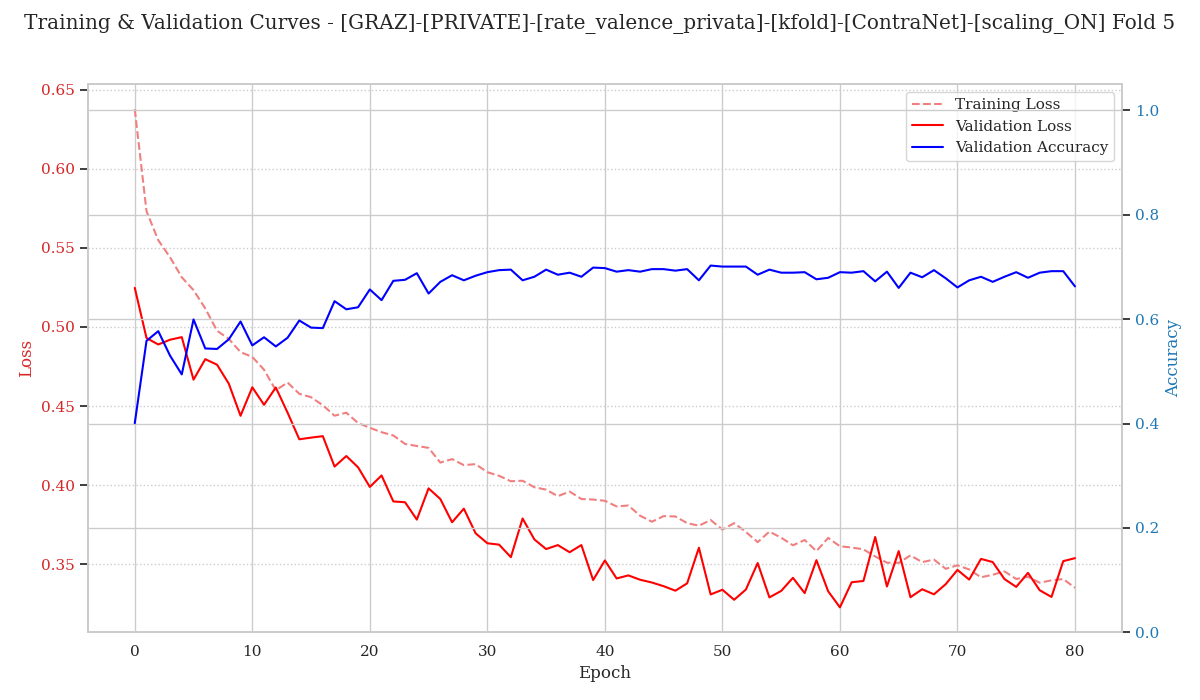 Training & Validation Curves - [GRAZ]-[PRIVATE]-[rate_valence_privata]-[kfold]-[ContraNet]-[scaling_ON] Fold 5
Training Loss
Validation Loss
Validation Accuracy
0.65
0.60
0.55
0.50
0.45
0.40
0.35
Loss
1.0
0.8
0.6
0.4
0.2
0.0
Accuracy
0 10 20 30 40 50 60 70 80
Epoch